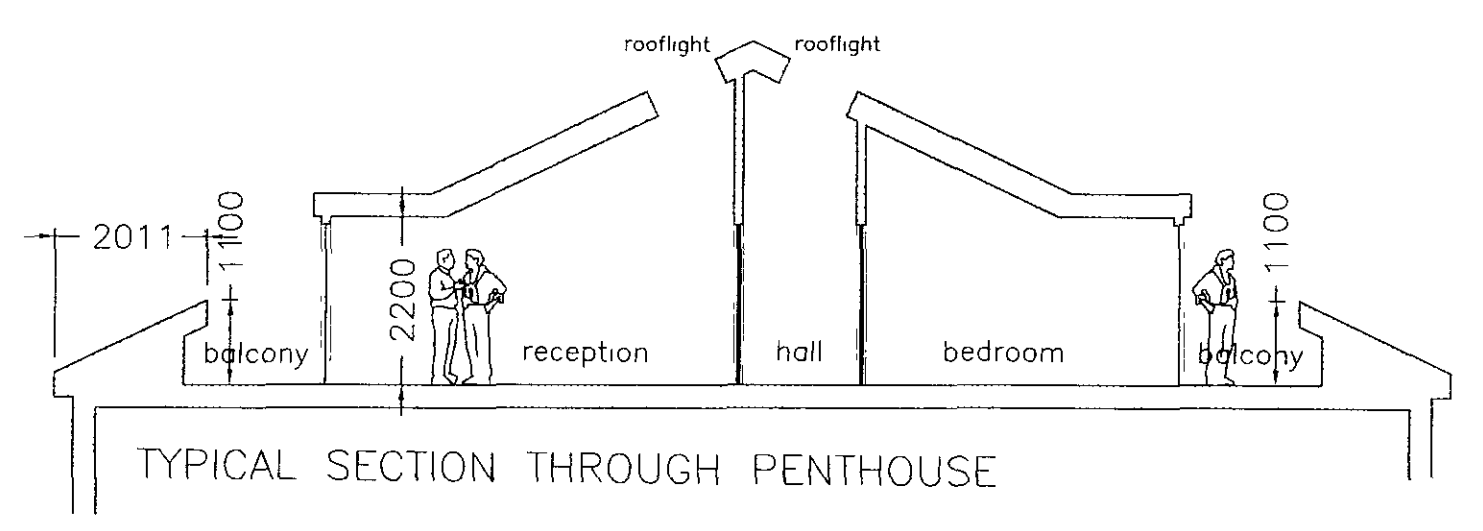 rooflight rooflight
2011
1100
2200
1100
balcony reception hall bedroom balcony
TYPICAL SECTION THROUGH PENTHOUSE